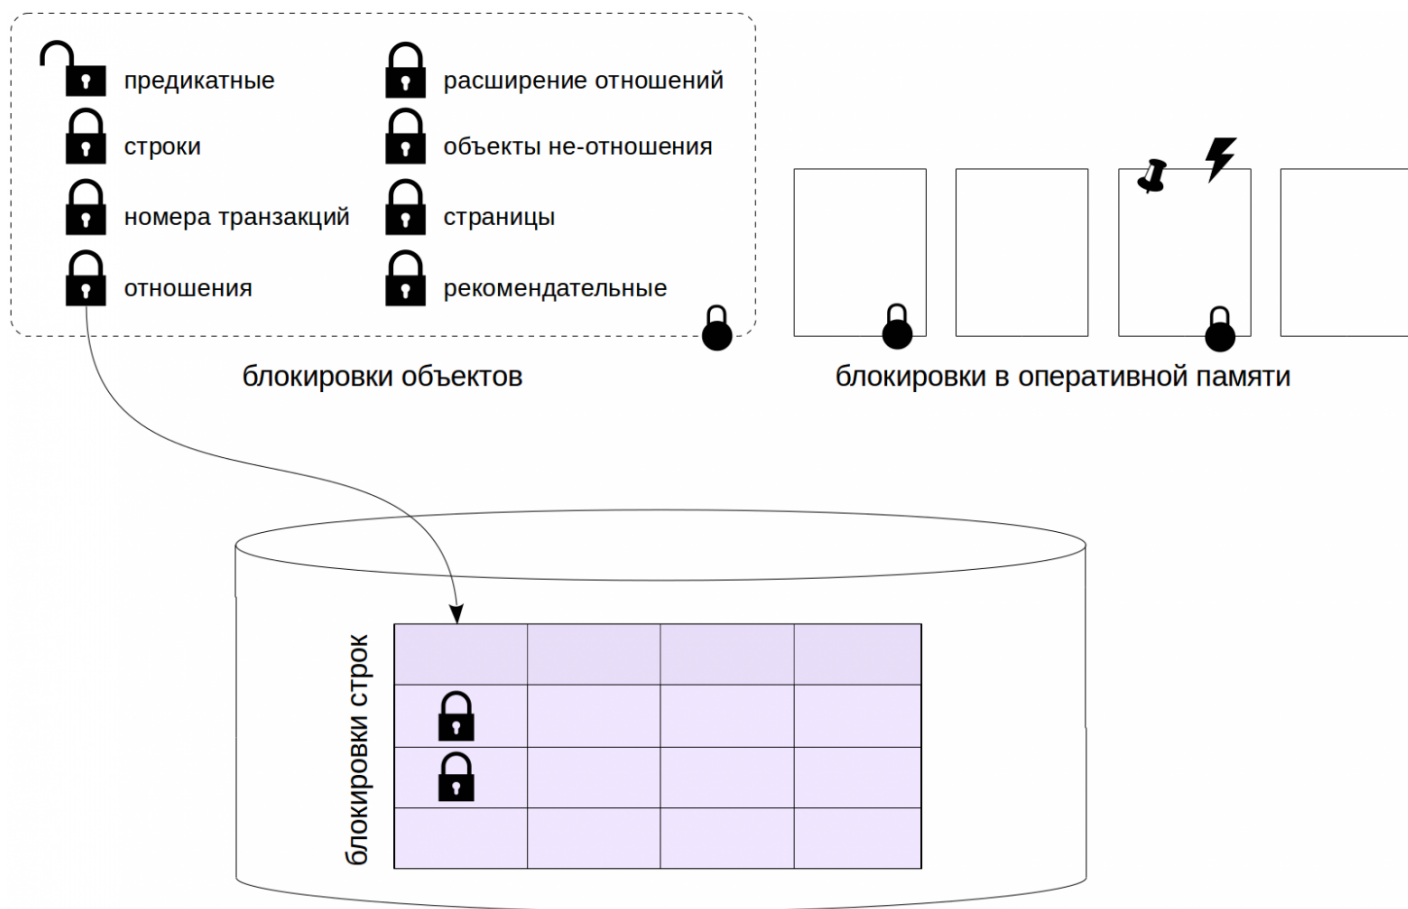 предикатные
строки
номера транзакций
отношения
расширение отношений
объекты не-отношения
страницы
рекомендательные
блокировки объектов
блокировки в оперативной памяти
блокировки строк